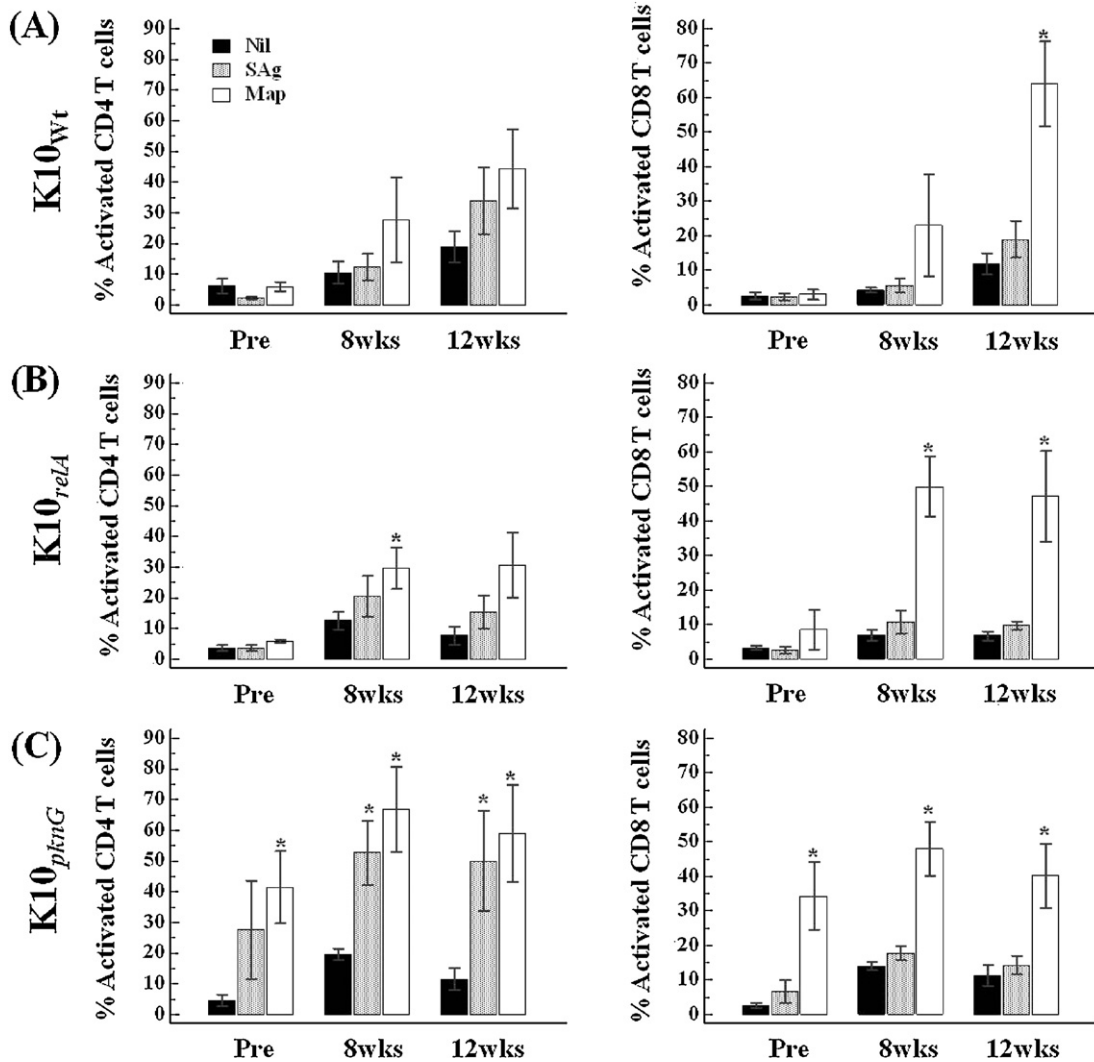 (A)
K10Wt
% Activated CD4 T cells
90
80
70
60
50
40
30
20
10
0
Nil
SAg
Map
Pre 8wks 12wks
% Activated CD8 T cells
80
70
60
50
40
30
20
10
0
*
Pre 8wks 12wks
(B)
K10relA
% Activated CD4 T cells
90
80
70
60
50
40
30
20
10
0
*
Pre 8wks 12wks
% Activated CD8 T cells
80
70
60
50
40
30
20
10
0
* *
Pre 8wks 12wks
(C)
K10pknG
% Activated CD4 T cells
90
80
70
60
50
40
30
20
10
0
* * * * *
Pre 8wks 12wks
% Activated CD8 T cells
80
70
60
50
40
30
20
10
0
* * *
Pre 8wks 12wks